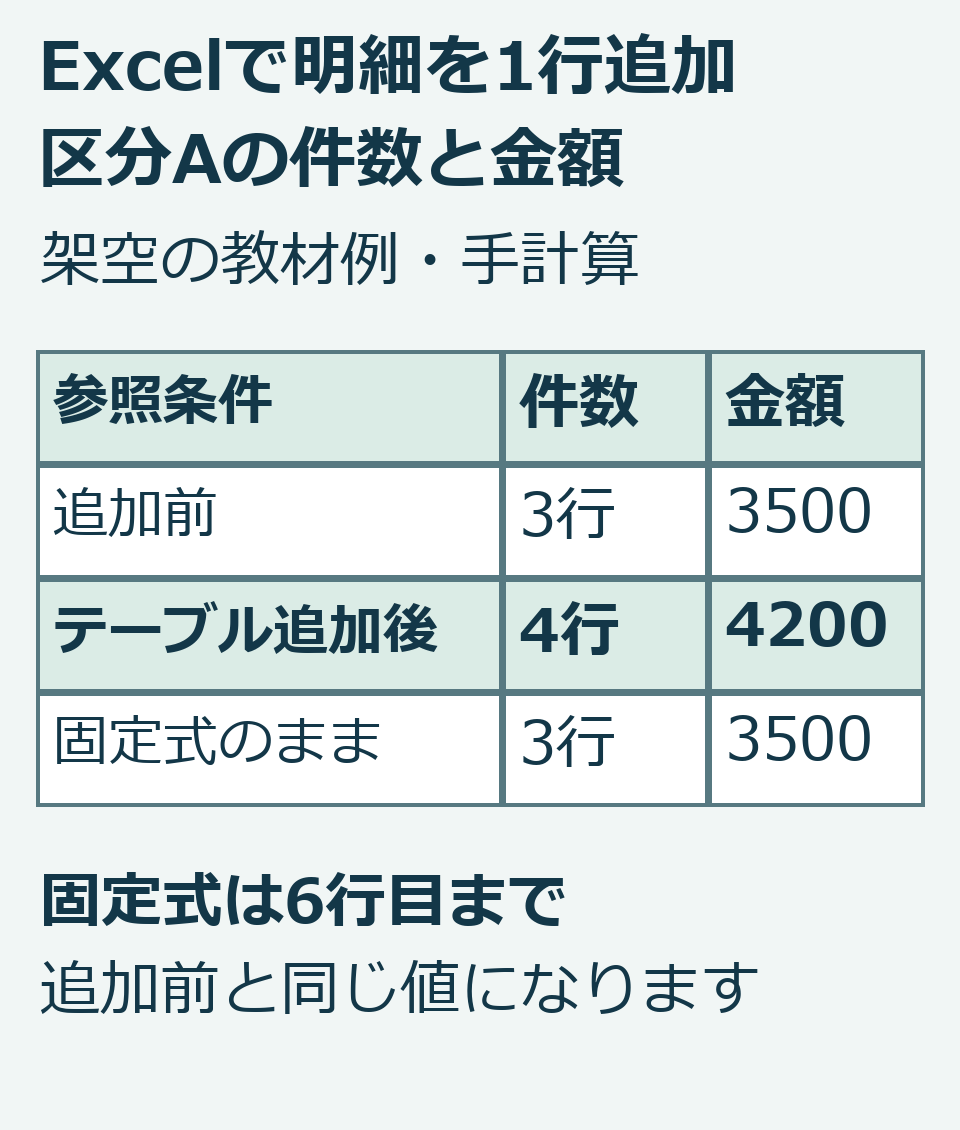 Excelで明細を1行追加
区分Aの件数と金額
架空の教材例・手計算
参照条件 件数 金額
追加前 3行 3500
テーブル追加後 4行 4200
固定式のまま 3行 3500
固定式は6行目まで
追加前と同じ値になります